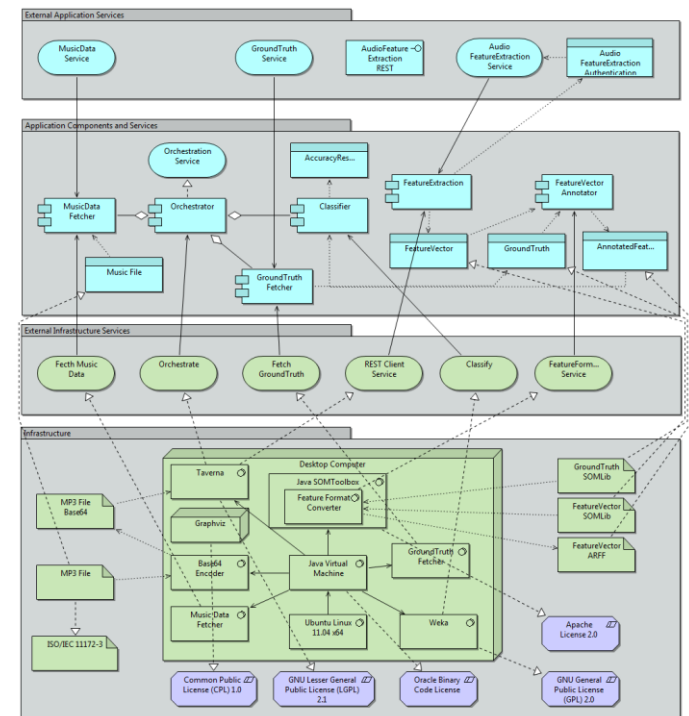 External Application Services
MusicData
Service
GroundTruth
Service
AudioFeature
Extraction
REST
Audio
FeatureExtraction
Service
Audio
FeatureExtraction
Authentication
Application Components and Services
Orchestration
Service
AccuracyRes...
MusicData
Fetcher
Orchestrator
Classifier
FeatureExtraction
FeatureVector
Annotator
Music File
GroundTruth
Fetcher
FeatureVector
GroundTruth
AnnotatedFeat...
External Infrastructure Services
Fecth Music
Data
Orchestrate
Fetch
GroundTruth
REST Client
Service
Classify
FeatureForm...
Service
Infrastructure
Desktop Computer
Taverna
Java SOMToolbox
Feature Format
Converter
GroundTruth
SOMLib
MP3 File
Base64
Graphviz
FeatureVector
SOMLib
Base64
Encoder
Java Virtual
Machine
GroundTruth
Fetcher
FeatureVector
ARFF
MP3 File
Music Data
Fetcher
Ubuntu Linux
11.04 x64
Weka
Apache
License 2.0
ISO/IEC 11172-3
Common Public
License (CPL) 1.0
GNU Lesser General
Public License (LGPL)
2.1
Oracle Binary
Code License
GNU General
Public License
(GPL) 2.0